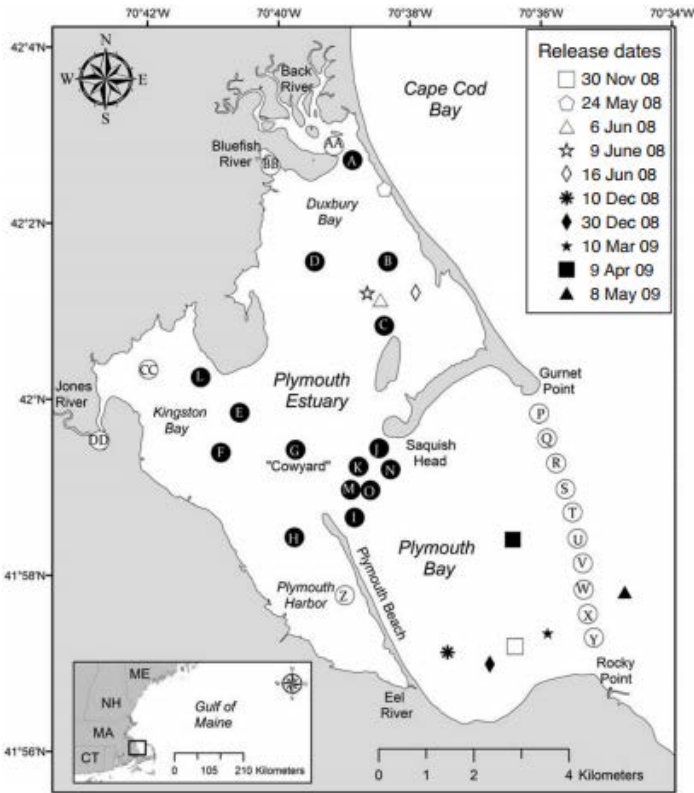 70°42'W 70°40'W 70°38'W 70°36'W 70°34'W
42°4'N
N
W E
S
Back
River
Cape Cod
Bay
Release dates
30 Nov 08
24 May 08
6 Jun 08
9 June 08
16 Jun 08
10 Dec 08
30 Dec 08
10 Mar 09
9 Apr 09
8 May 09
AA
Bluefish
River
BB
A
42°2'N
Duxbury
Bay
D
B
C
42°0'N
CC
L
Jones
River
Kingston
Bay
DD
E
F
Plymouth
Estuary
G
"Cowyard"
J
K
N
M
O
I
H
Saquish
Head
Gurnet
Point
P
Q
R
S
T
U
V
W
X
Y
41°58'N
Plymouth
Bay
Plymouth
Harbor
Z
Plymouth Beach
Eel
River
Rocky
Point
41°56'N
ME
NH
MA
CT
Gulf of
Maine
0 105 210 Kilometers
0 1 2 4 Kilometers